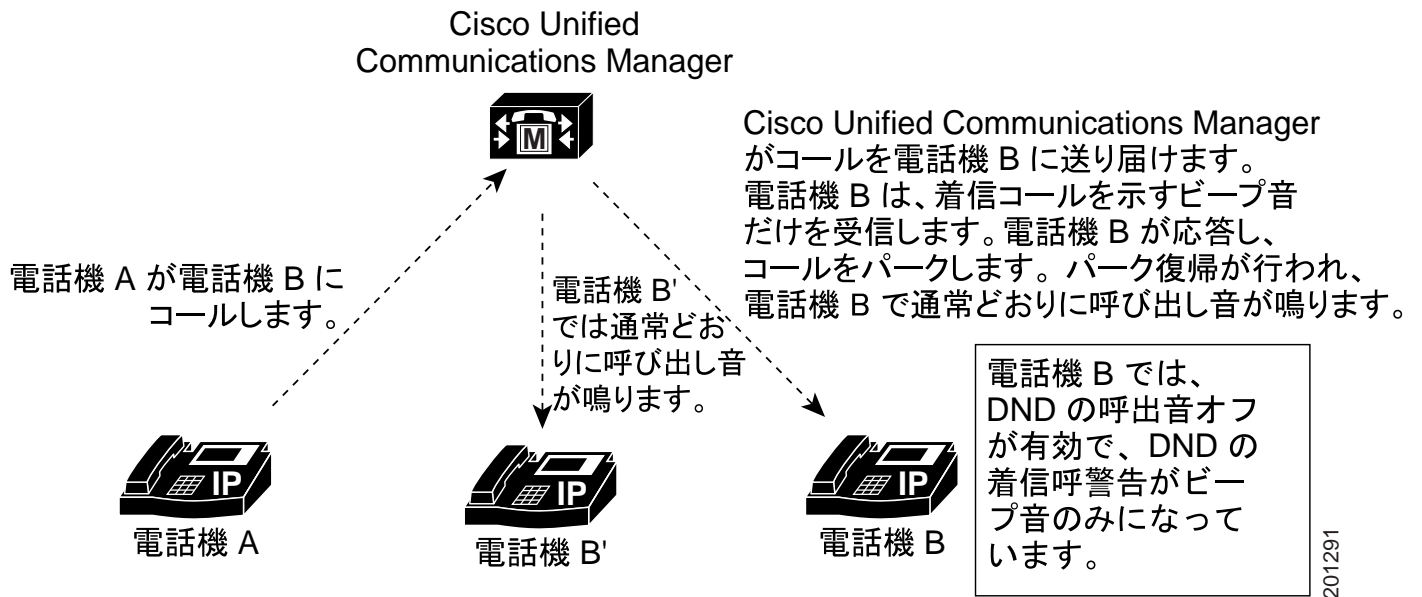 Cisco Unified
Communications Manager
M
Cisco Unified Communications Manager
がコールを電話機 B に送り届けます。
電話機 B は、着信コールを示すビープ音
だけを受信します。電話機 B が応答し、
コールをパークします。パーク復帰が行われ、
電話機 B で通常どおりに呼び出し音が鳴ります。
電話機 A が電話機 B に
コールします。
電話機 B'
では通常どお
りに呼び出し音
が鳴ります。
電話機 B では、
DND の呼出音オフ
が有効で、DND の
着信呼警告がビー
プ音のみになって
います。
IP
電話機 A
IP
電話機 B'
IP
電話機 B
201291